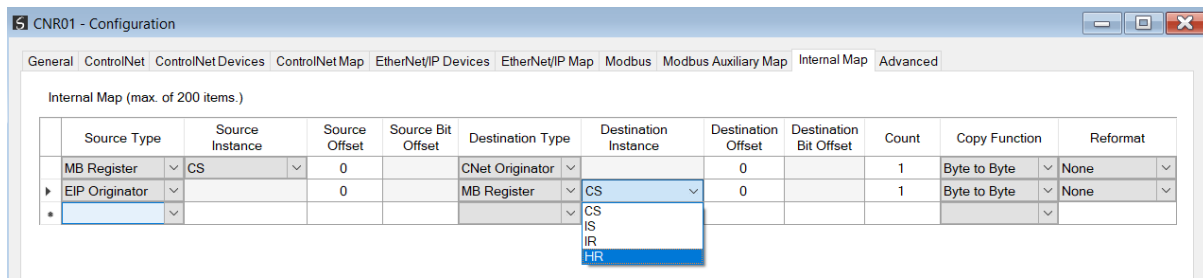 CNR01 - Configuration
General ControlNet ControlNet Devices ControlNet Map EtherNet/IP Devices EtherNet/IP Map Modbus Modbus Auxiliary Map Internal Map Advanced
Internal Map (max. of 200 items.)
Source Type Source Instance Source Offset Source Bit Offset Destination Type Destination Instance Destination Offset Destination Bit Offset Count Copy Function Reformat
MB Register CS 0 CNet Originator 0 1 Byte to Byte None
EIP Originator 0 MB Register CS 0 1 Byte to Byte None
CS
IS
IR
HR